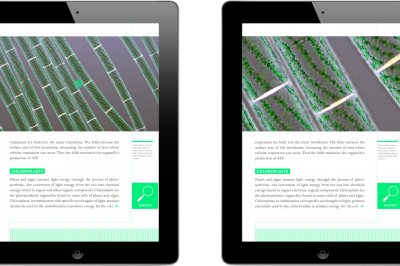 respiration are built into the inner membrane. The folds increase the
surface area of this membrane, increasing the number of sites where
cellular respiration can occur. Thus the folds maximize the organelle's
production of ATP.
CHLOROPLASTS
Plants and algae harness light energy through the process of photo-
synthesis—the conversion of light energy from the sun into chemical
energy stored in sugars and other organic compounds. Chloroplasts are
the photosynthetic organelles found in some cells of plants and algae.
Chloroplasts, in combination with specific wavelengths of light, produce
chemicals used by the mitochondria to produce energy for the cell.
respiration are built into the inner membrane. The folds increase the
surface area of this membrane, increasing the number of sites where
cellular respiration can occur. Thus the folds maximize the organelle's
production of ATP.
CHLOROPLASTS
Plants and algae harness light energy through the process of photo-
synthesis—the conversion of light energy from the sun into chemical
energy stored in sugars and other organic compounds. Chloroplasts are
the photosynthetic organelles found in some cells of plants and algae.
Chloroplasts, in combination with specific wavelengths of light, produce
chemicals used by the mitochondria to produce energy for the cell.